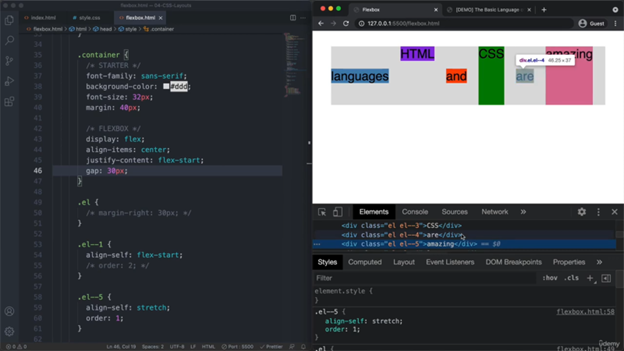 flexbox.html — 04-CSS-Layouts
index.html
style.css
flexbox.html
flexbox.html > html > head > style > .container
34
35
36
37
38
39
40
41
42
43
44
45
46
47
48
49
50
51
52
53
54
55
56
57
58
59
60
61
.container {
/* STARTER */
font-family: sans-serif;
background-color: #ddd;
font-size: 32px;
margin: 40px;
/* FLEXBOX */
display: flex;
align-items: center;
justify-content: flex-start;
gap: 30px;
}
.el {
/* margin-right: 30px; */
}
.el--1 {
align-self: flex-start;
/* order: 2; */
}
.el--5 {
align-self: stretch;
order: 1;
}
Ln 46, Col 19
Spaces: 2
UTF-8
LF
HTML
Port : 5500
Prettier
Flexbox
[DEMO] The Basic Language
127.0.0.1:5500/flexbox.html
Guest
HTML
CSS
amazing
languages
and
are
div.el.el--4
46.25 × 37
Elements
Console
Sources
Network
<div class="el el--3">CSS</div>
<div class="el el--4">are</div>
<div class="el el--5">amazing</div> == $0
Styles
Computed
Layout
Event Listeners
DOM Breakpoints
Properties
Filter
:hov .cls
element.style {
}
.el--5 {
flexbox.html:58
align-self: stretch;
order: 1;
}
.el {
flexbox.html:49
Udemy